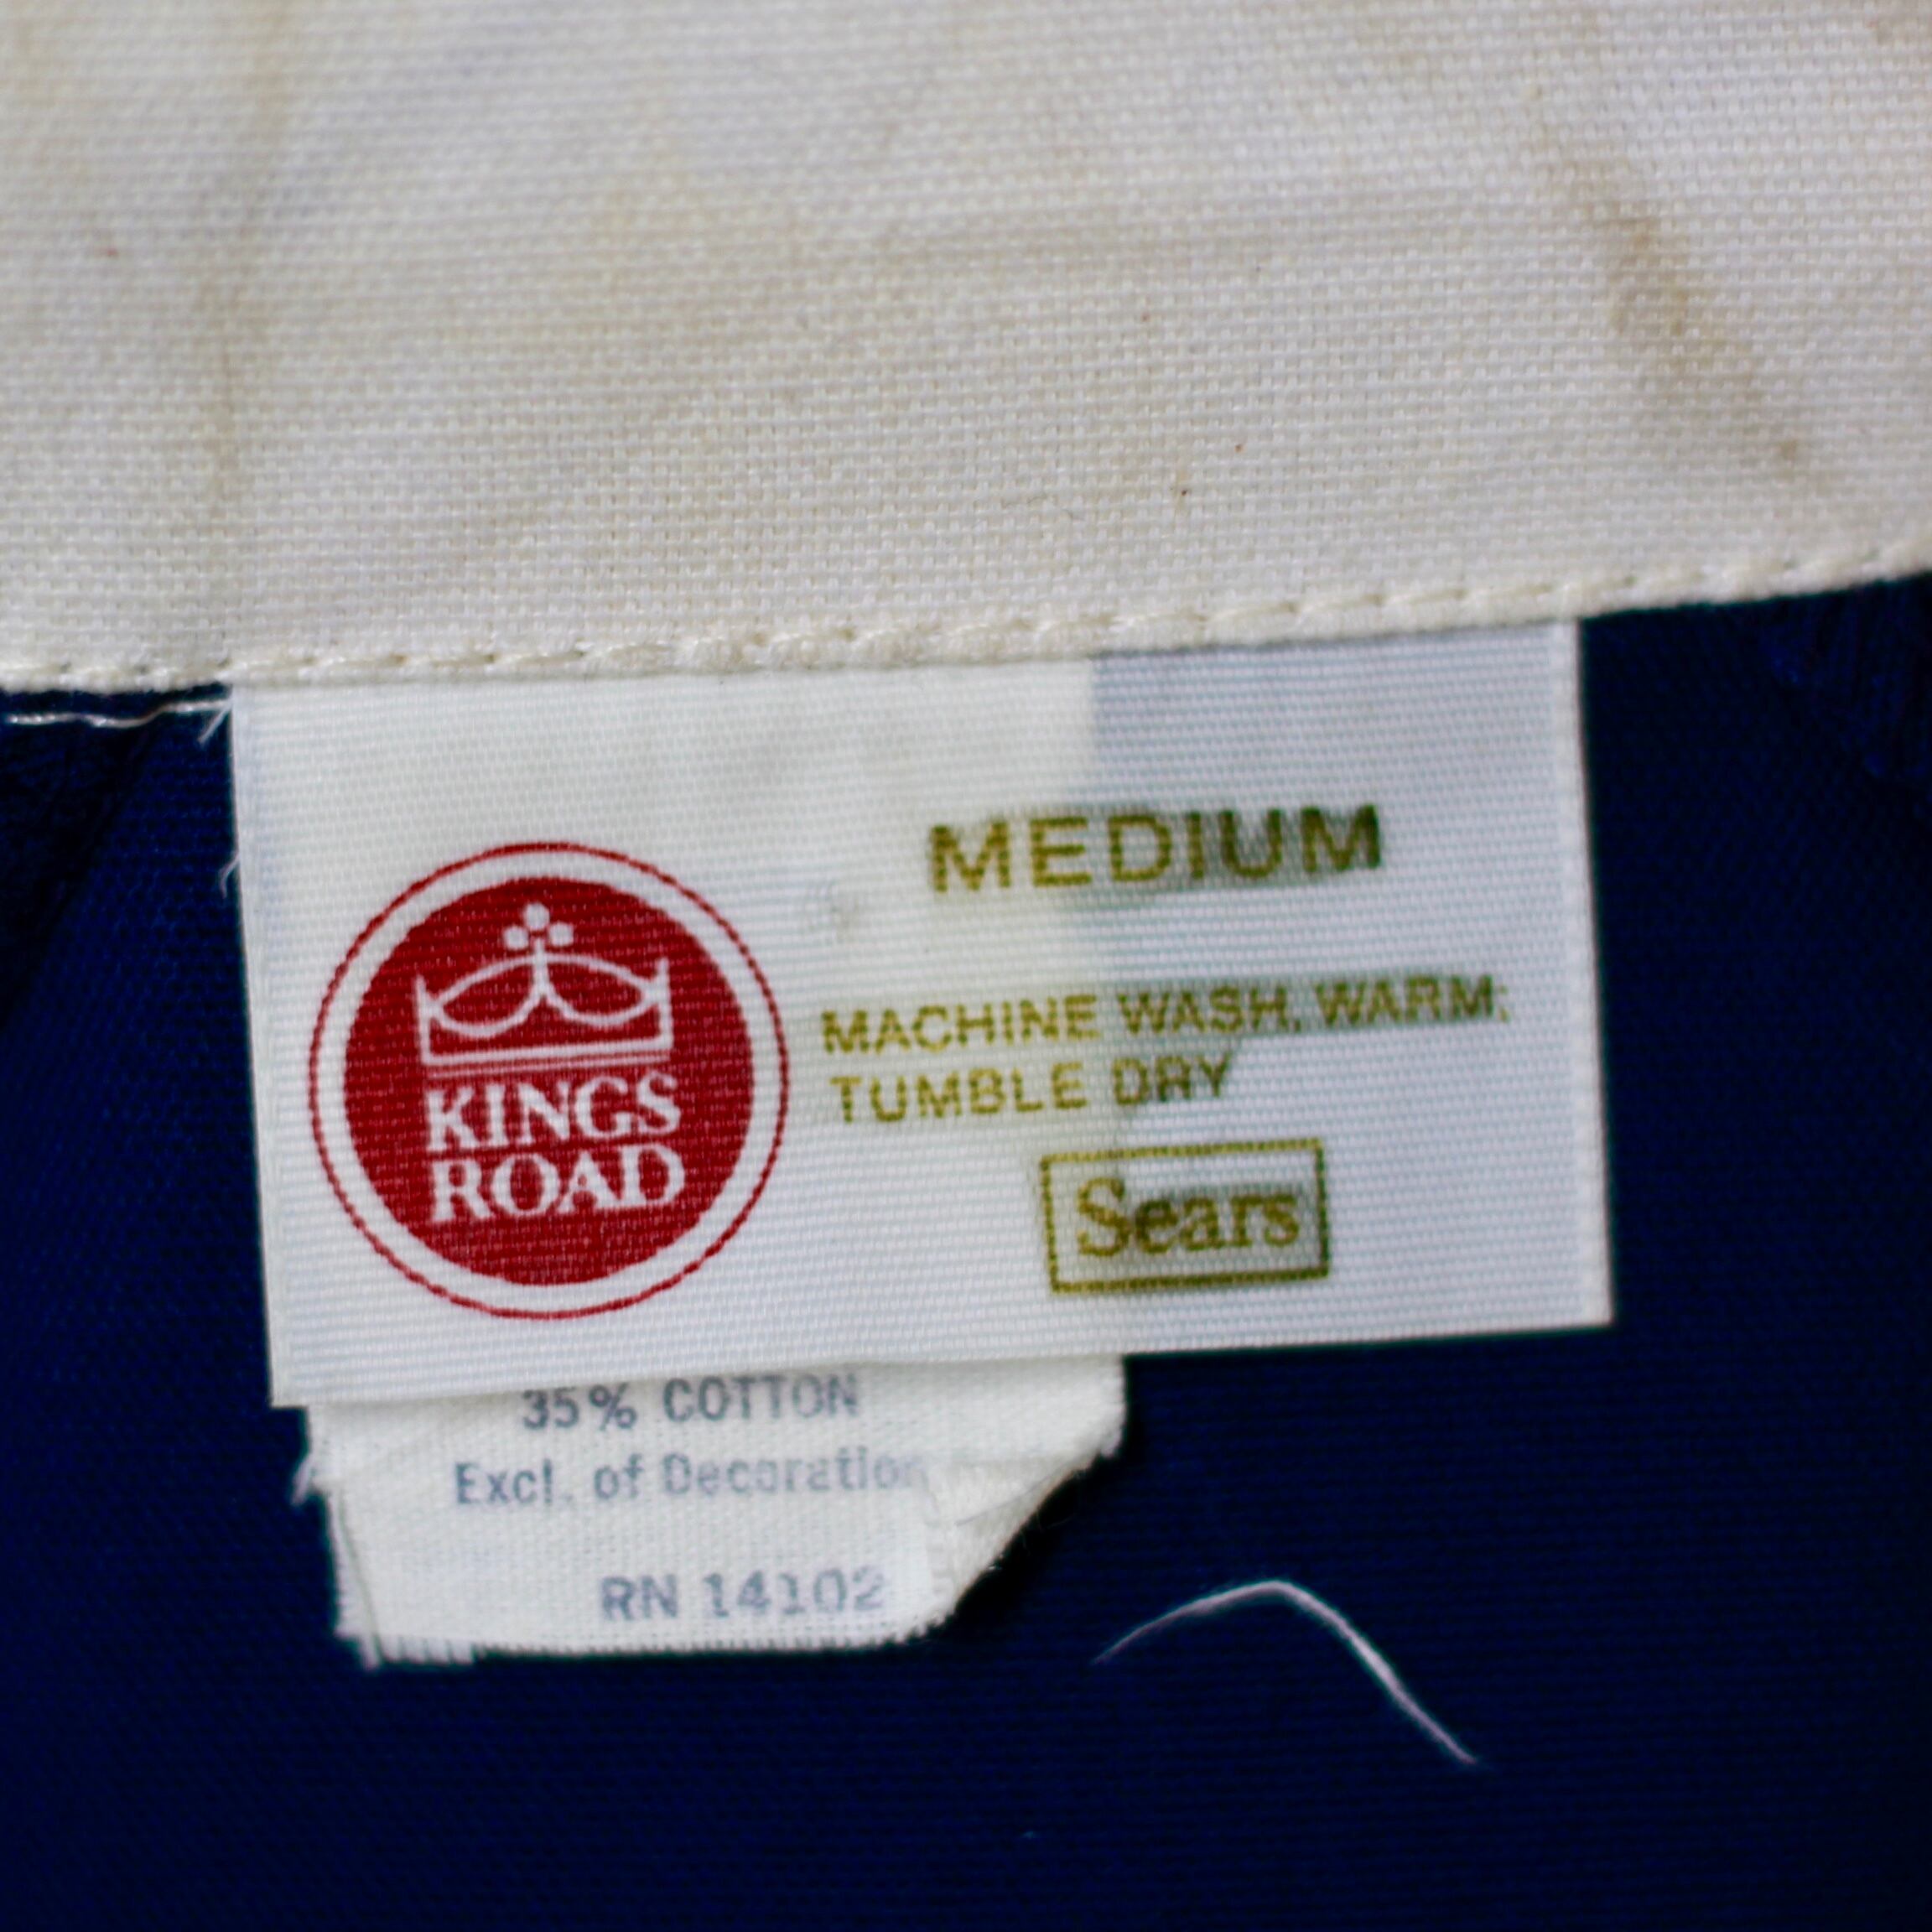 MEDIUM
MACHINE WASH, WARM;
TUMBLE DRY
Sears
KINGS
ROAD
35% COTTON
Excl. of Decoration
RN 14102